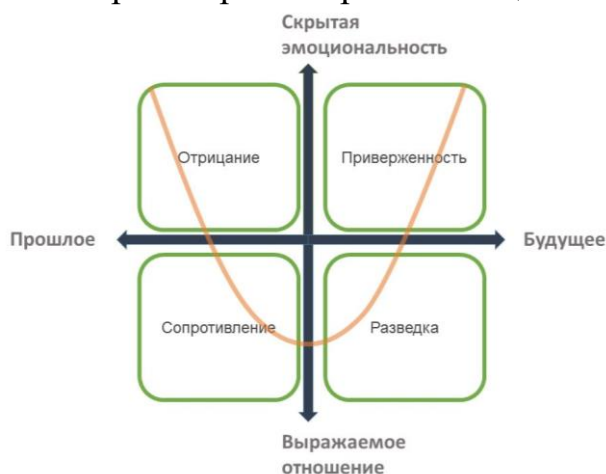 Скрытая
эмоциональность
Отрицание
Приверженность
Прошлое
Будущее
Сопротивление
Разведка
Выражаемое
отношение